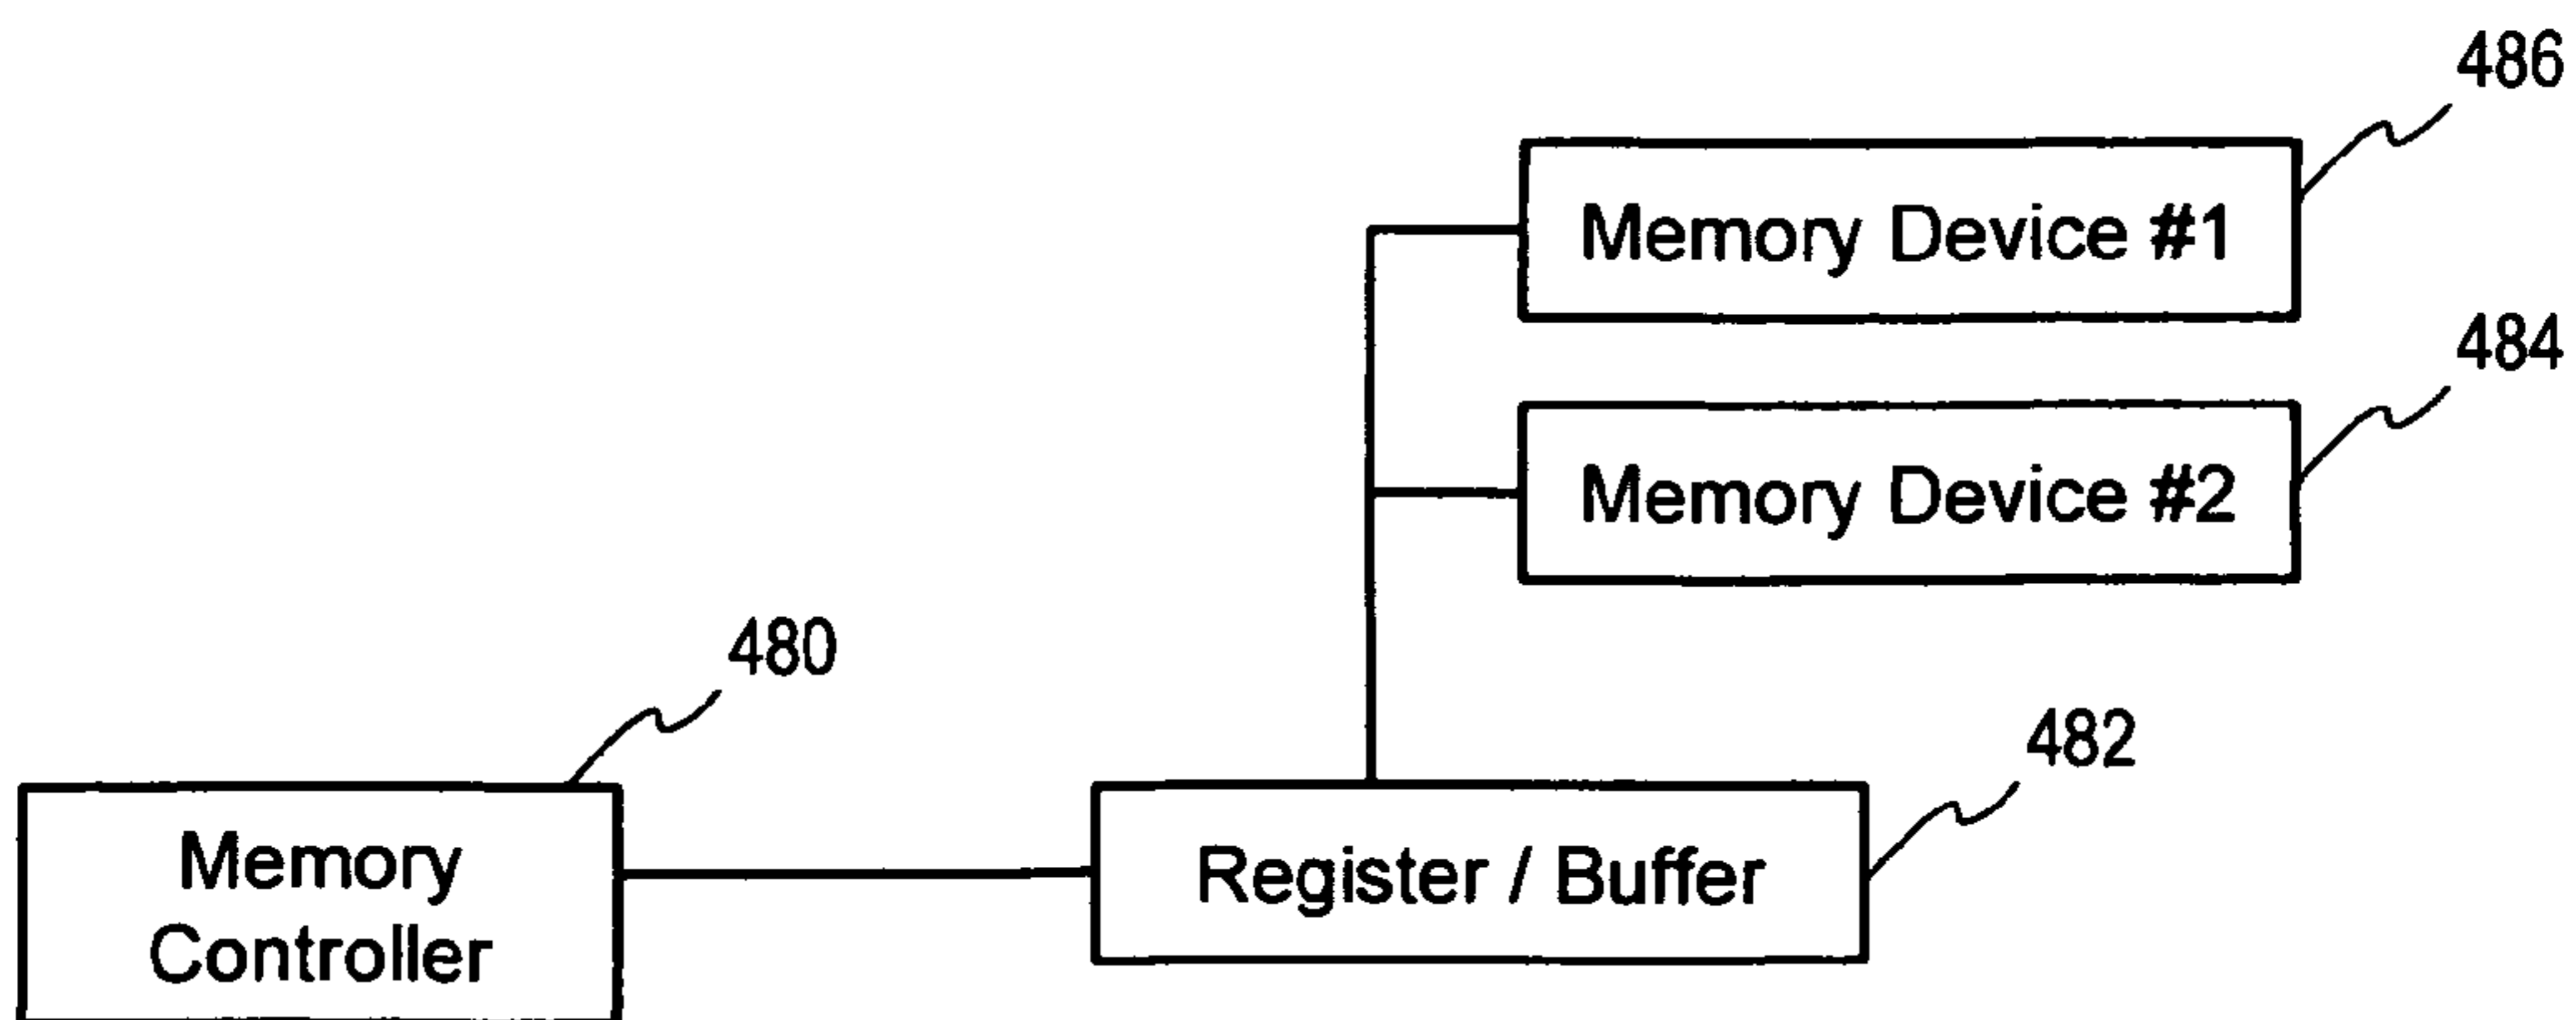 486
Memory Device #1
484
Memory Device #2
480
482
Memory
Controller
Register / Buffer